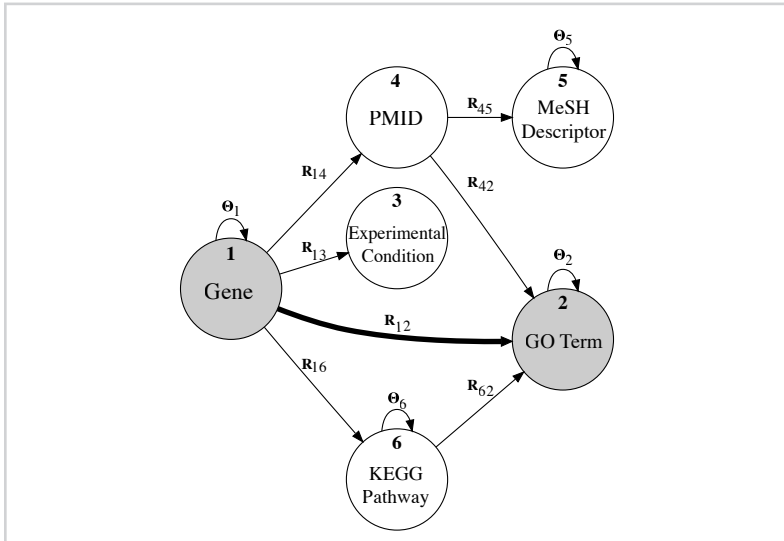 Θ5
4
5
PMID
R45
MeSH
Descriptor
R14
R42
Θ1
3
R13
Experimental
Condition
1
Gene
Θ2
2
R12
GO Term
R16
R62
Θ6
6
KEGG
Pathway